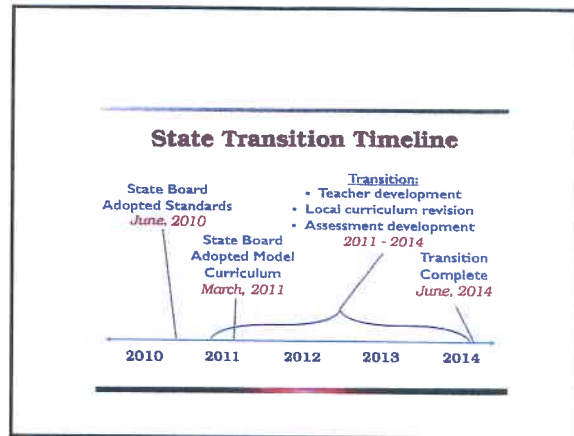 State Transition Timeline
State Board
Adopted Standards
June, 2010
State Board
Adopted Model
Curriculum
March, 2011
Transition:
• Teacher development
• Local curriculum revision
• Assessment development
2011 - 2014
Transition
Complete
June, 2014
2010 2011 2012 2013 2014